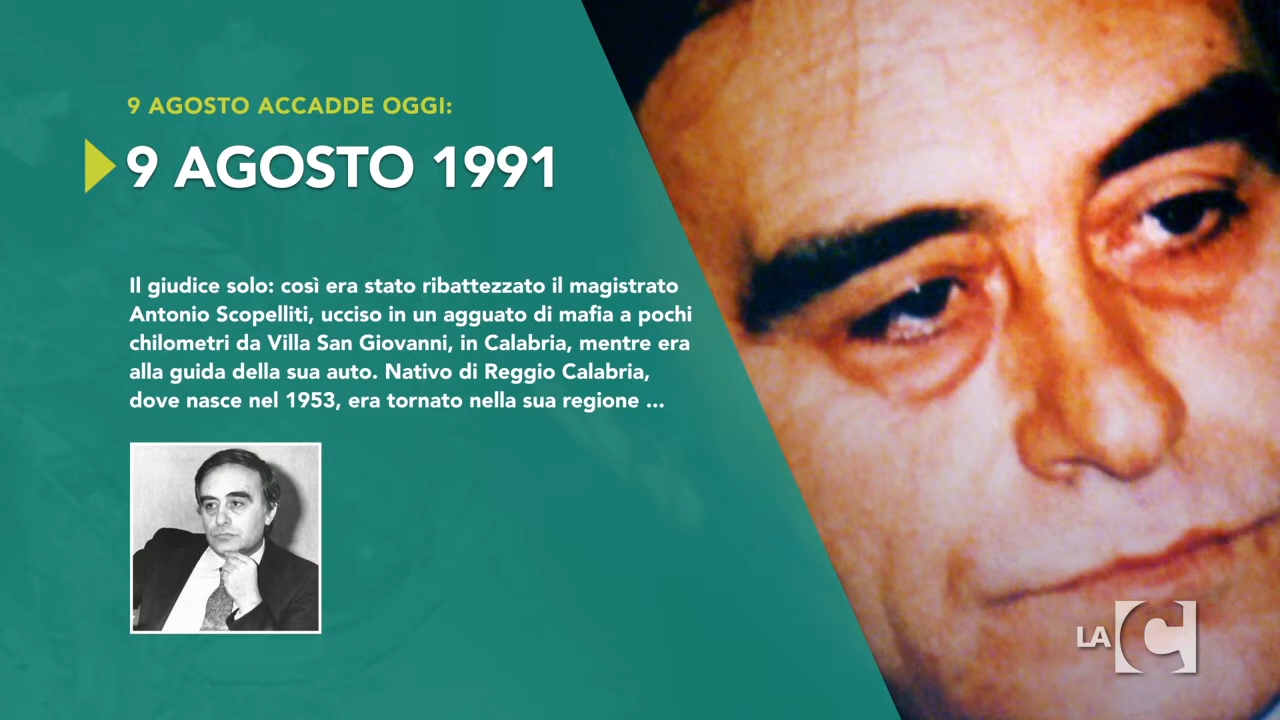 9 AGOSTO ACCADDE OGGI:
9 AGOSTO 1991
Il giudice solo: così era stato ribattezzato il magistrato
Antonio Scopelliti, ucciso in un agguato di mafia a pochi
chilometri da Villa San Giovanni, in Calabria, mentre era
alla guida della sua auto. Nativo di Reggio Calabria,
dove nasce nel 1953, era tornato nella sua regione ...
LA C